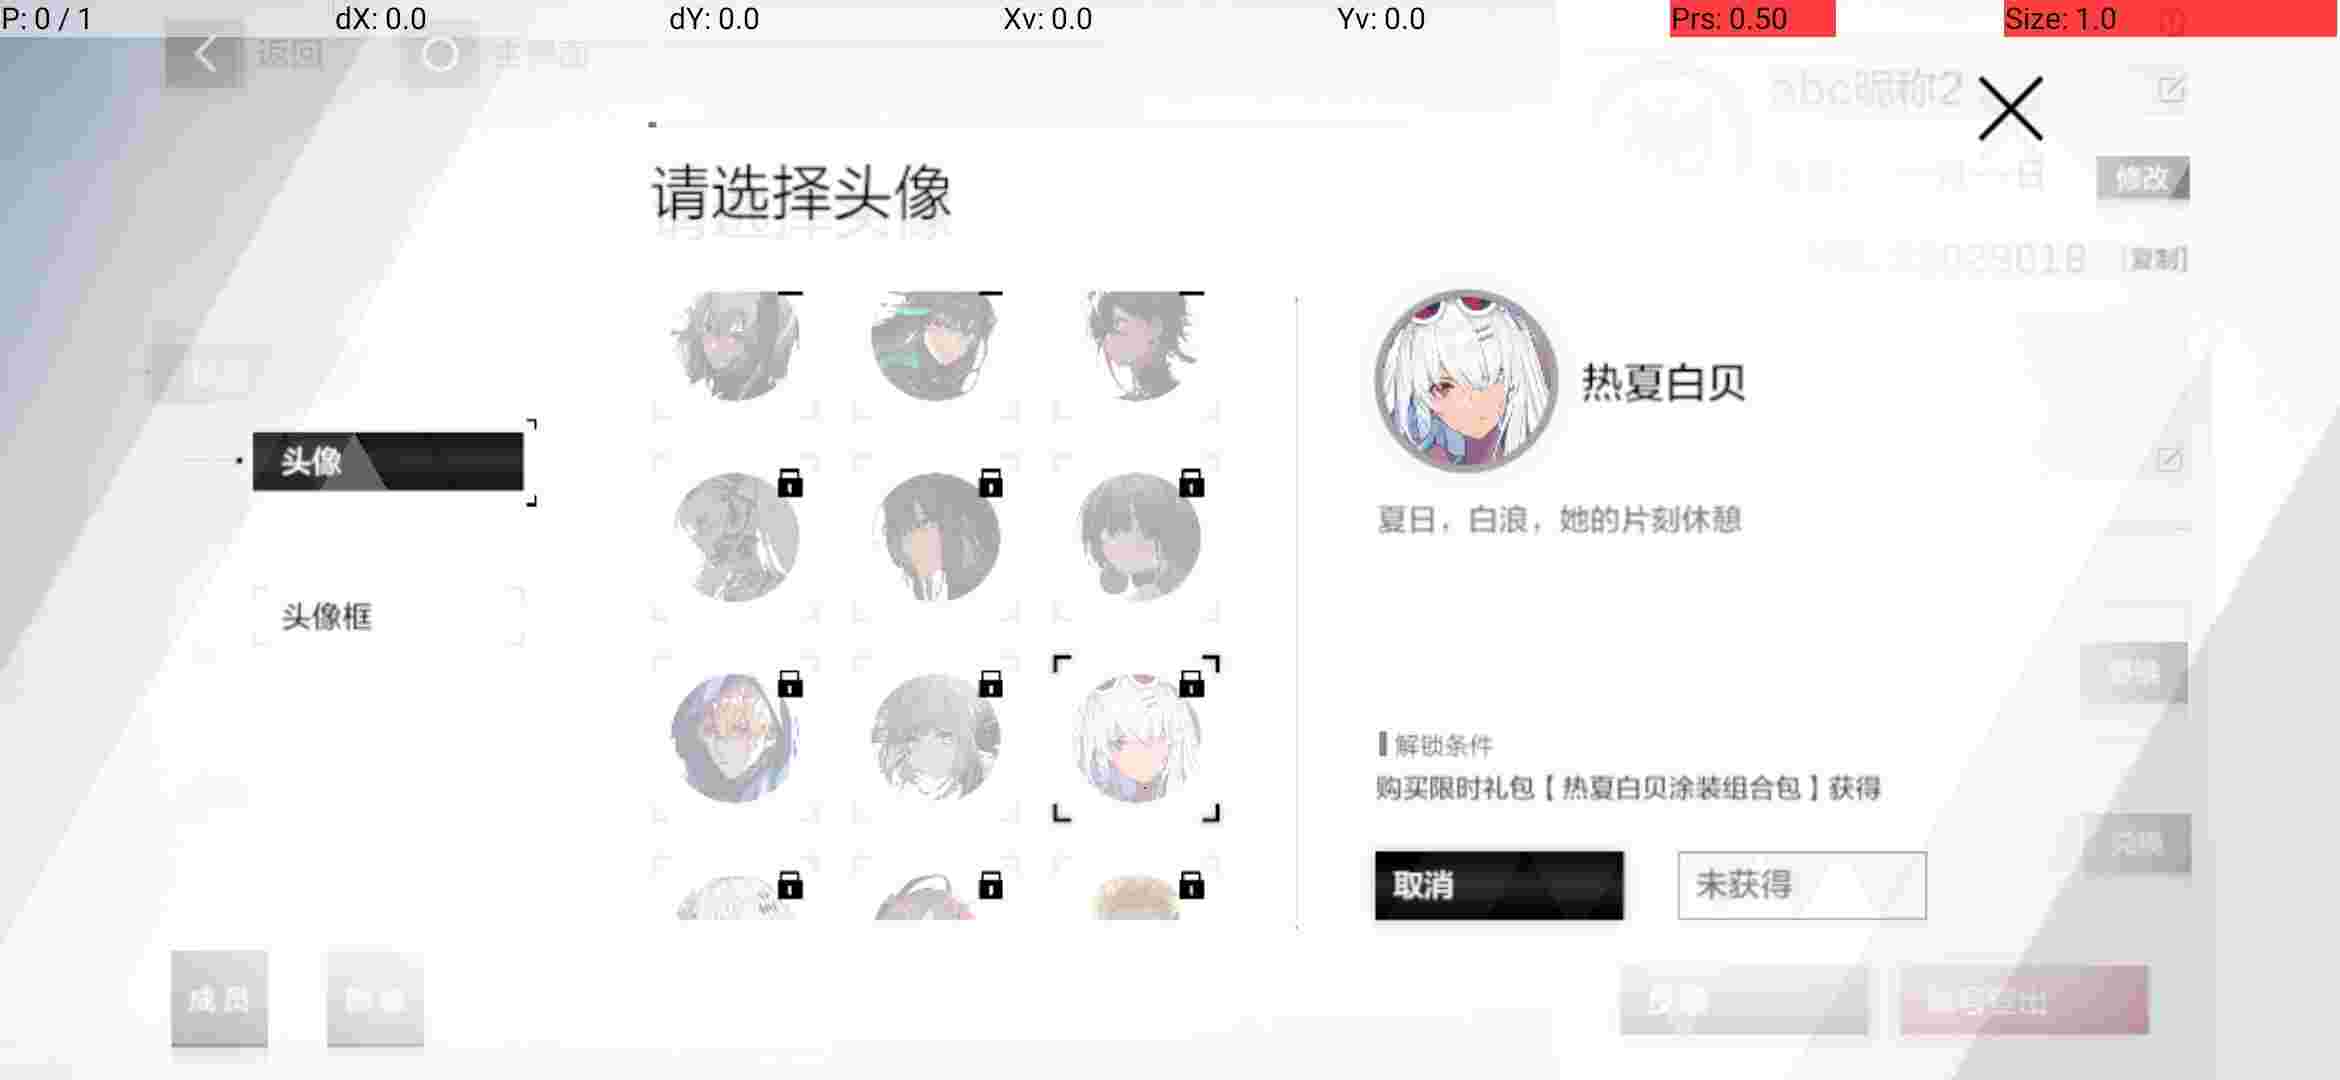 P: 0 / 1 dX: 0.0 dY: 0.0 Xv: 0.0 Yv: 0.0 Prs: 0.50 Size: 1.0
返回 主界面
abc昵称2
请选择头像
日 修改
029018 [复制]
热夏白贝
头像
夏日，白浪，她的片刻休憩
头像框
解锁条件
购买限时礼包【热夏白贝涂装组合包】获得
兑换
取消 未获得
成员